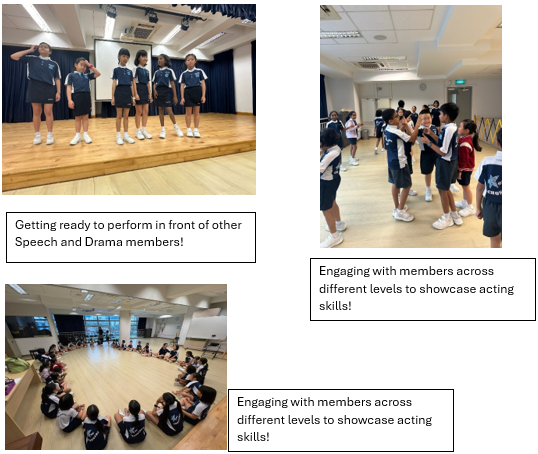 Getting ready to perform in front of other
Speech and Drama members!
Engaging with members across
different levels to showcase acting
skills!
Engaging with members across
different levels to showcase acting
skills!